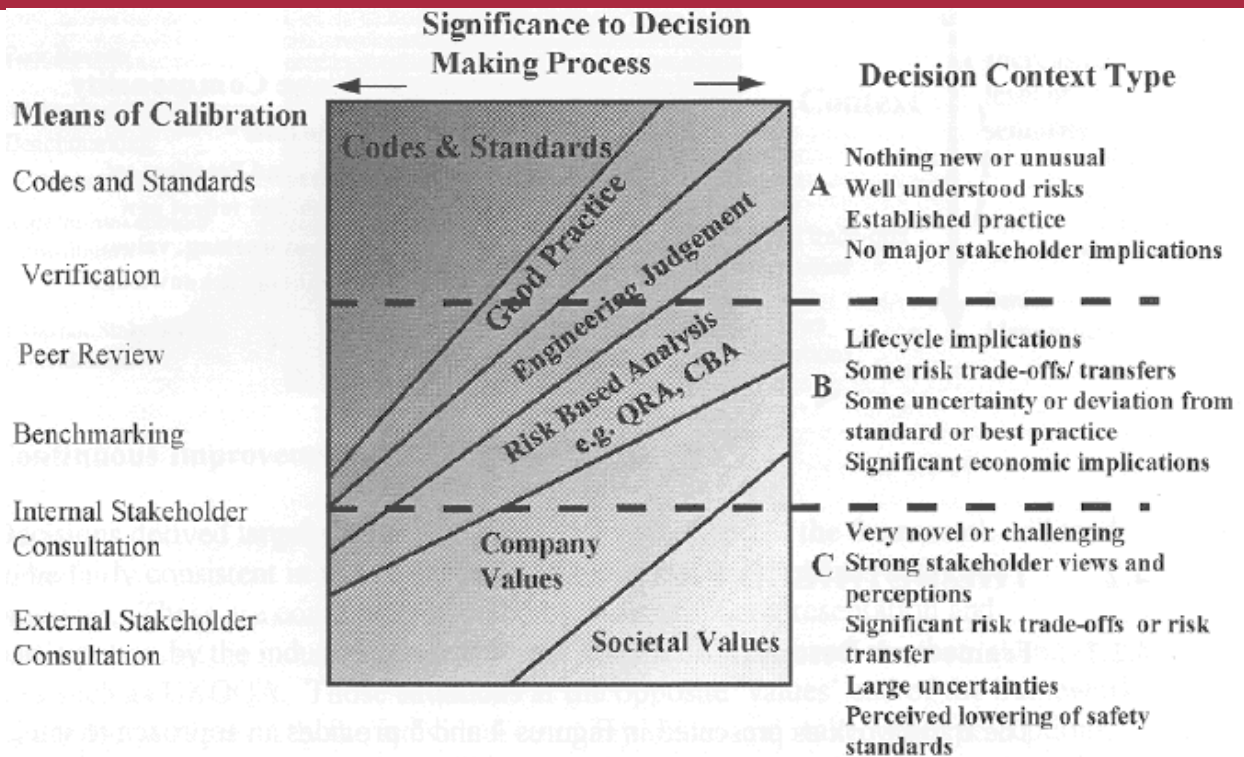 Significance to Decision
Making Process
Means of Calibration
Codes and Standards
Verification
Peer Review
Benchmarking
Internal Stakeholder
Consultation
External Stakeholder
Consultation
Codes & Standards
Good Practice
Engineering Judgement
Risk Based Analysis
e.g. QRA, CBA
Company
Values
Societal Values
Decision Context Type
A
Nothing new or unusual
Well understood risks
Established practice
No major stakeholder implications
B
Lifecycle implications
Some risk trade-offs/ transfers
Some uncertainty or deviation from
standard or best practice
Significant economic implications
C
Very novel or challenging
Strong stakeholder views and
perceptions
Significant risk trade-offs or risk
transfer
Large uncertainties
Perceived lowering of safety
standards